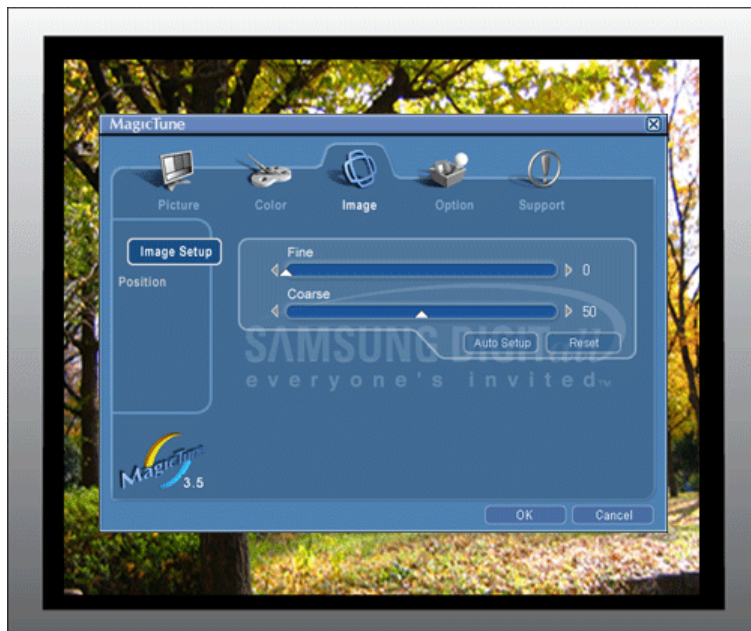 MagicTune
Picture Color Image Option Support
Image Setup
Position
Fine
0
Coarse
50
Auto Setup Reset
SAMSUNG DIGITall
everyone's invited™
MagicTune
3.5
OK Cancel